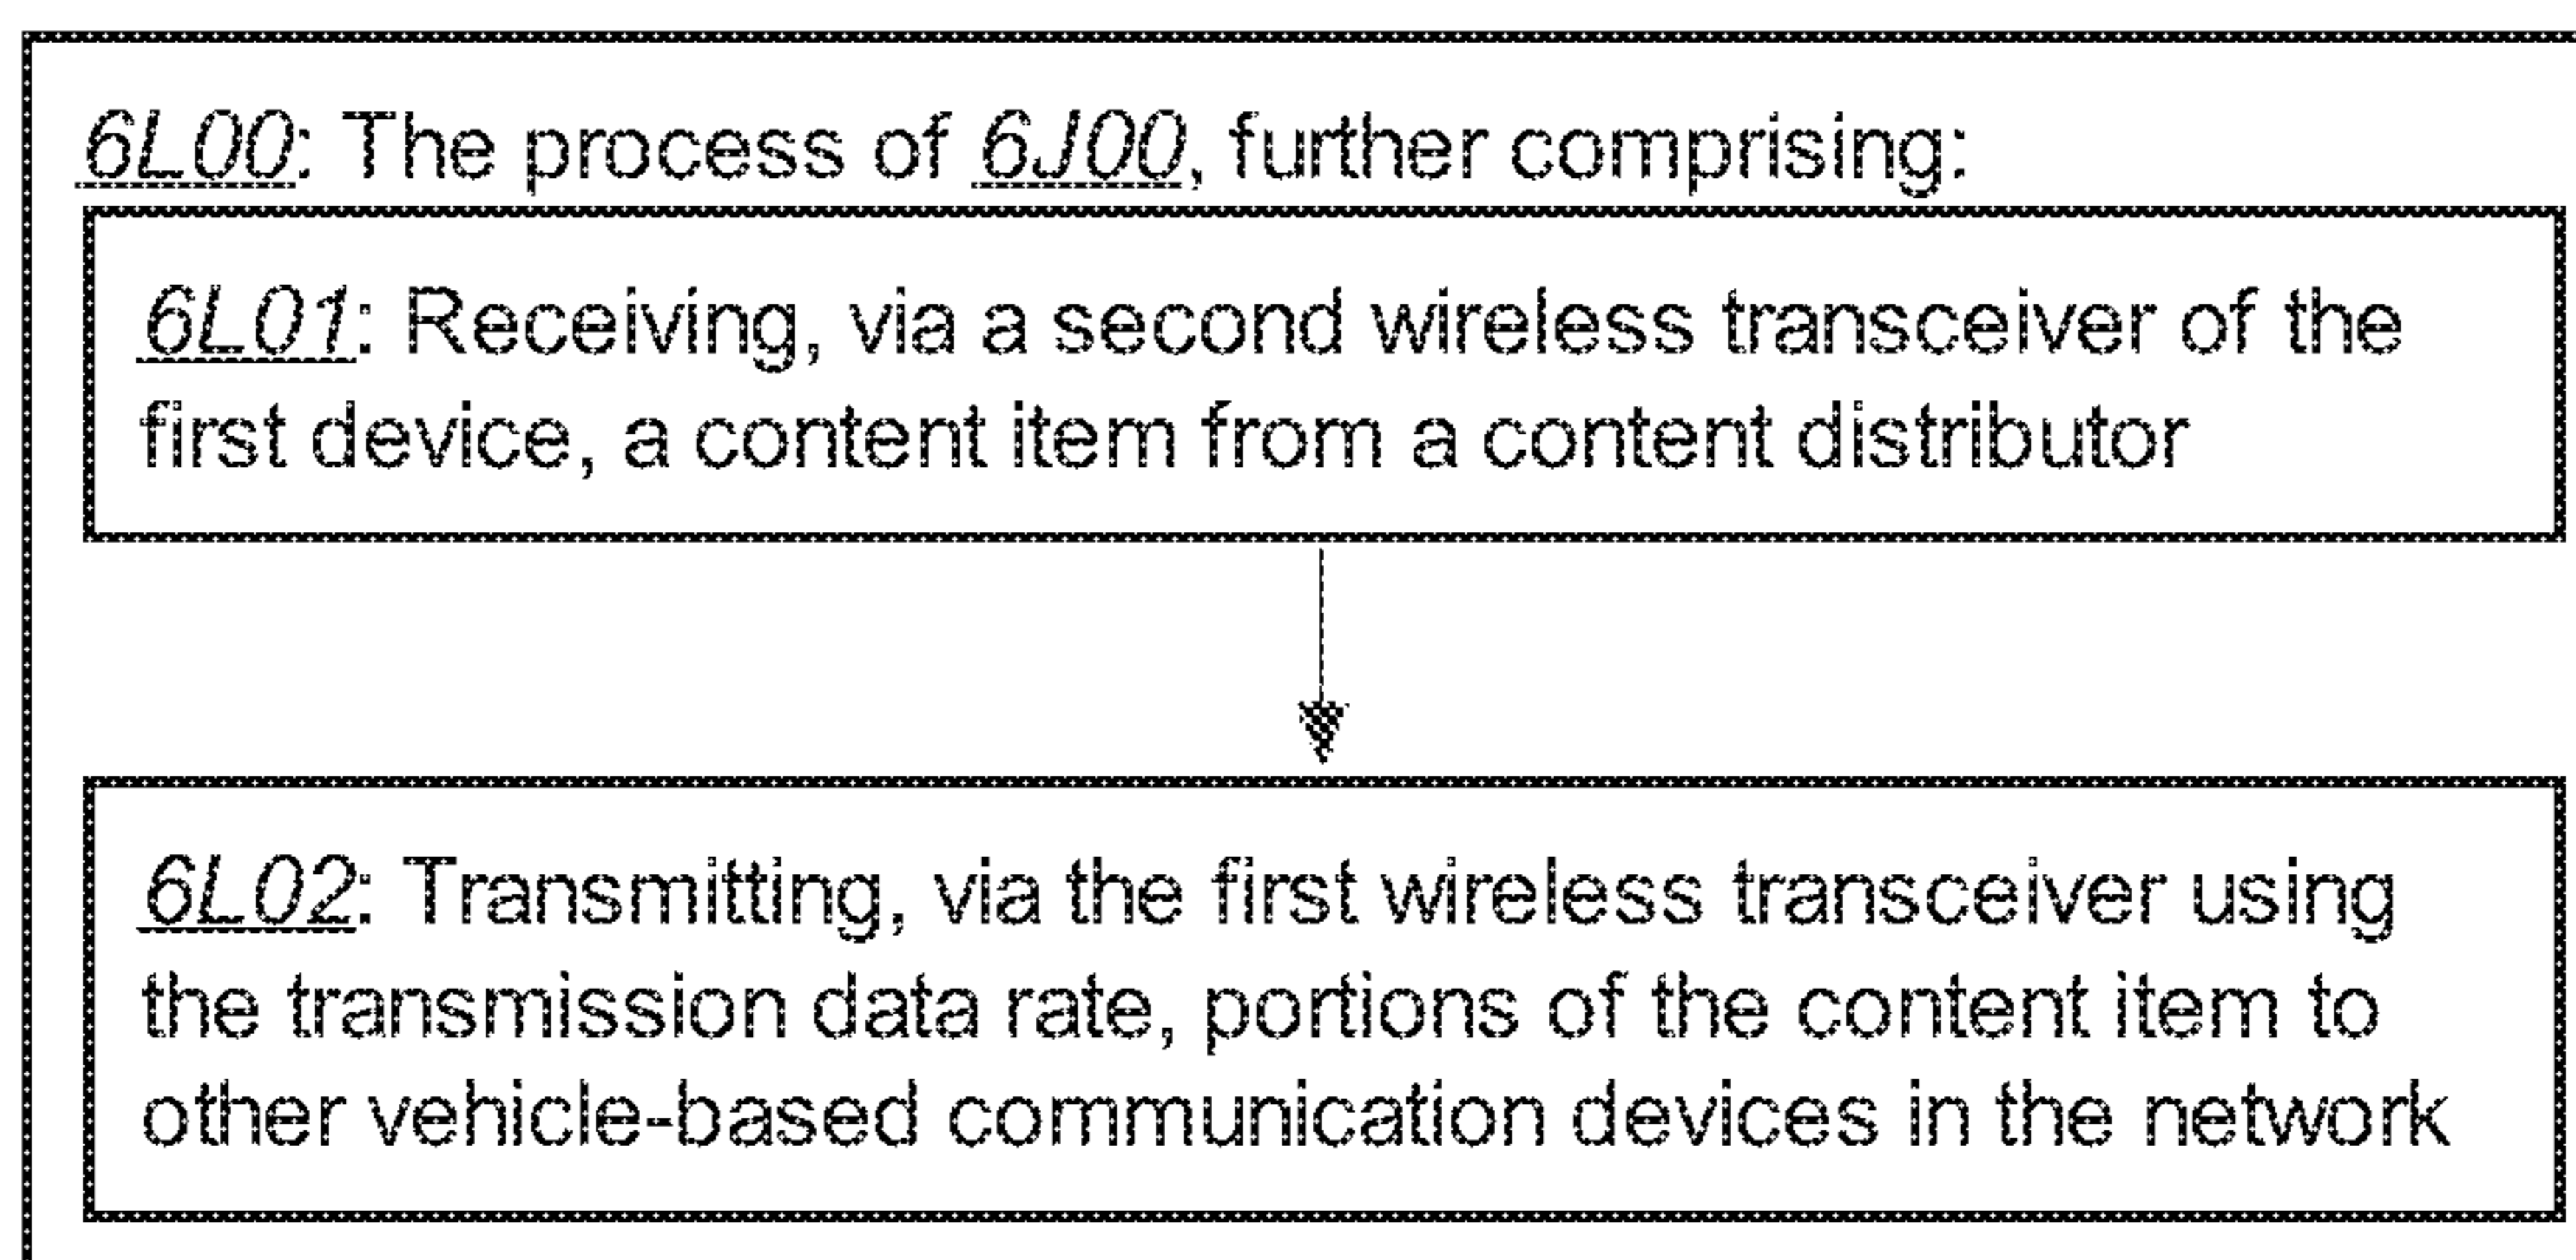 6L00: The process of 6J00, further comprising:
6L01: Receiving, via a second wireless transceiver of the
first device, a content item from a content distributor
6L02: Transmitting, via the first wireless transceiver using
the transmission data rate, portions of the content item to
other vehicle-based communication devices in the network